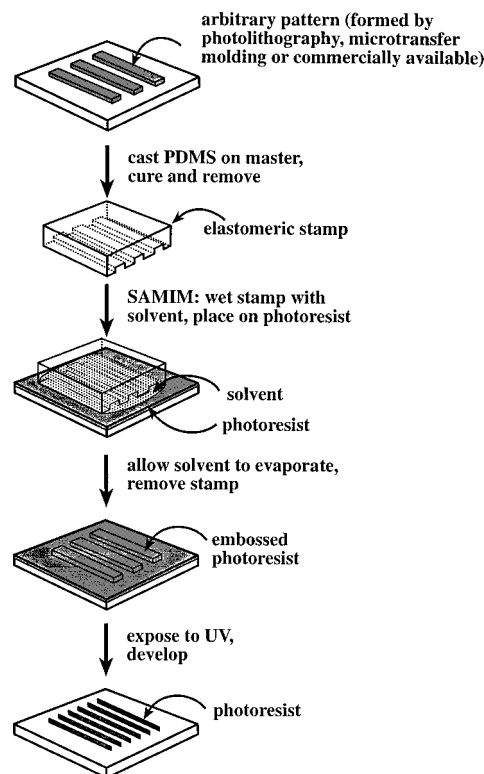 arbitrary pattern (formed by
photolithography, microtransfer
molding or commercially available)
cast PDMS on master,
cure and remove
elastomeric stamp
SAMIM: wet stamp with
solvent, place on photoresist
solvent
photoresist
allow solvent to evaporate,
remove stamp
embossed
photoresist
expose to UV,
develop
photoresist